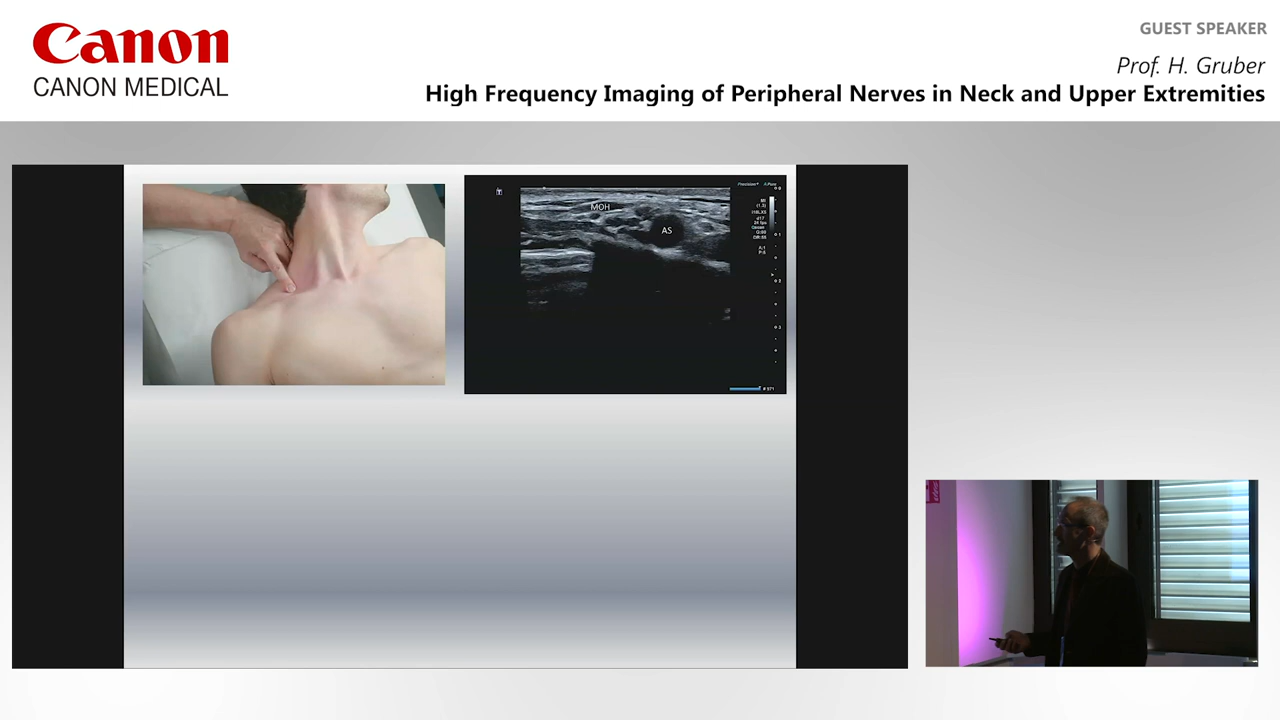 Canon
CANON MEDICAL
GUEST SPEAKER
Prof. H. Gruber
High Frequency Imaging of Peripheral Nerves in Neck and Upper Extremities
MOH
AS